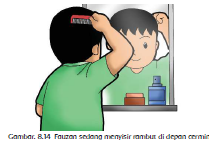 Gambar. 8.14 Fauzan sedang menyisir rambut di depan cermin